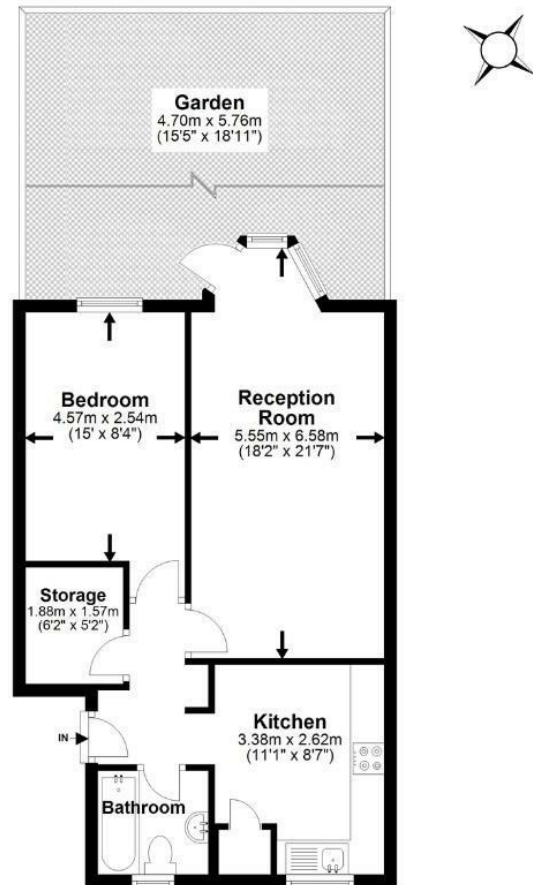 Garden
4.70m x 5.76m
(15'5" x 18'11")
Bedroom
4.57m x 2.54m
(15' x 8'4")
Reception
Room
5.55m x 6.58m
(18'2" x 21'7")
Storage
1.88m x 1.57m
(6'2" x 5'2")
IN
Kitchen
3.38m x 2.62m
(11'1" x 8'7")
Bathroom